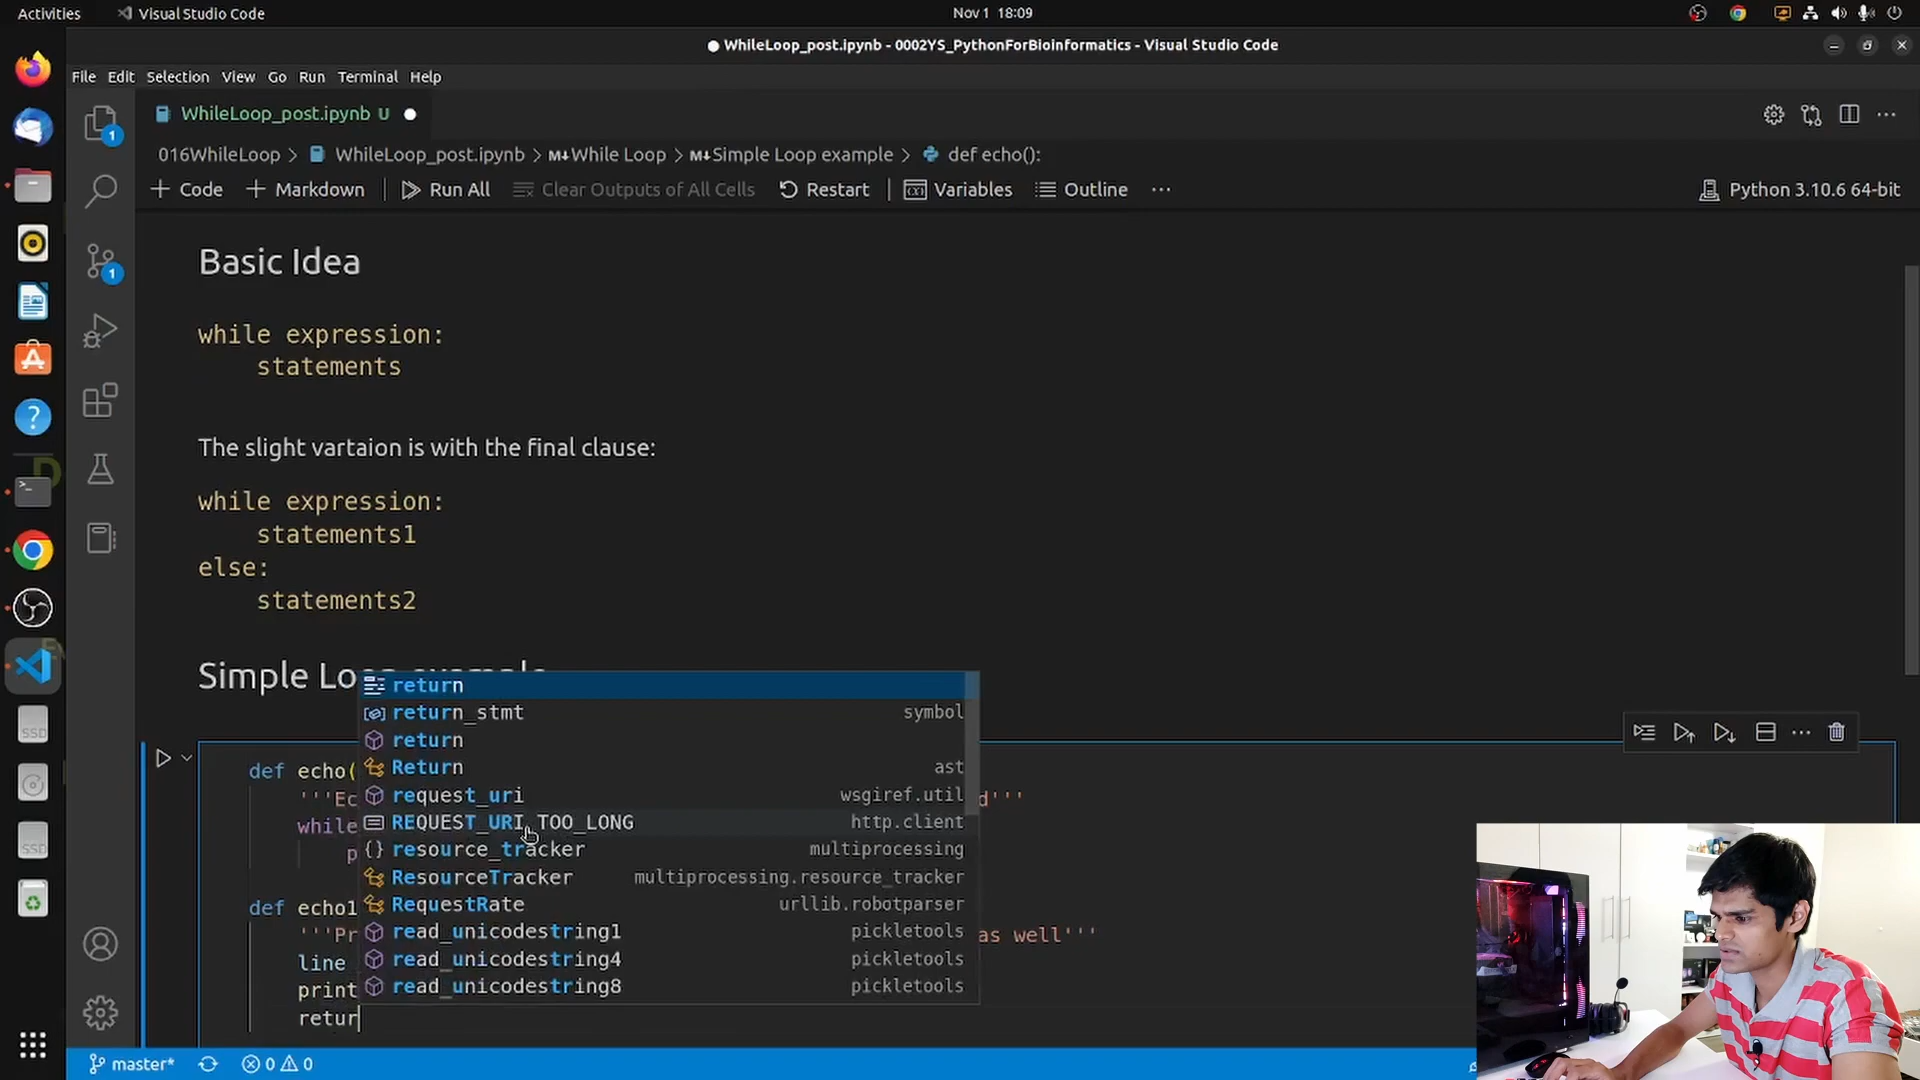 Activities
Visual Studio Code
Nov 1 18:09
WhileLoop_post.ipynb - 0002YS_PythonForBioinformatics - Visual Studio Code
File Edit Selection View Go Run Terminal Help
WhileLoop_post.ipynb U
016WhileLoop > WhileLoop_post.ipynb > M↓While Loop > M↓Simple Loop example > def echo():
+ Code + Markdown Run All Clear Outputs of All Cells Restart Variables Outline ··· Python 3.10.6 64-bit
Basic Idea
while expression:
statements
The slight vartaion is with the final clause:
while expression:
statements1
else:
statements2
Simple Loop example
return
return_stmt symbol
return
Return ast
request_uri wsgiref.util
REQUEST_URI_TOO_LONG http.client
resource_tracker multiprocessing
ResourceTracker multiprocessing.resource_tracker
RequestRate urllib.robotparser
read_unicodestring1 pickletools
read_unicodestring4 pickletools
read_unicodestring8 pickletools
def echo(
'''Ec d'''
while
p
def echo1
'''Pr as well'''
line
print
retur
master* 0 0
1
1
SSD
SSD